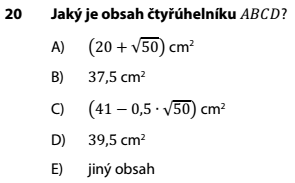 20 Jaký je obsah čtyřúhelníku ABCD?
A) (20 + √50) cm²
B) 37,5 cm²
C) (41 − 0,5 · √50) cm²
D) 39,5 cm²
E) jiný obsah